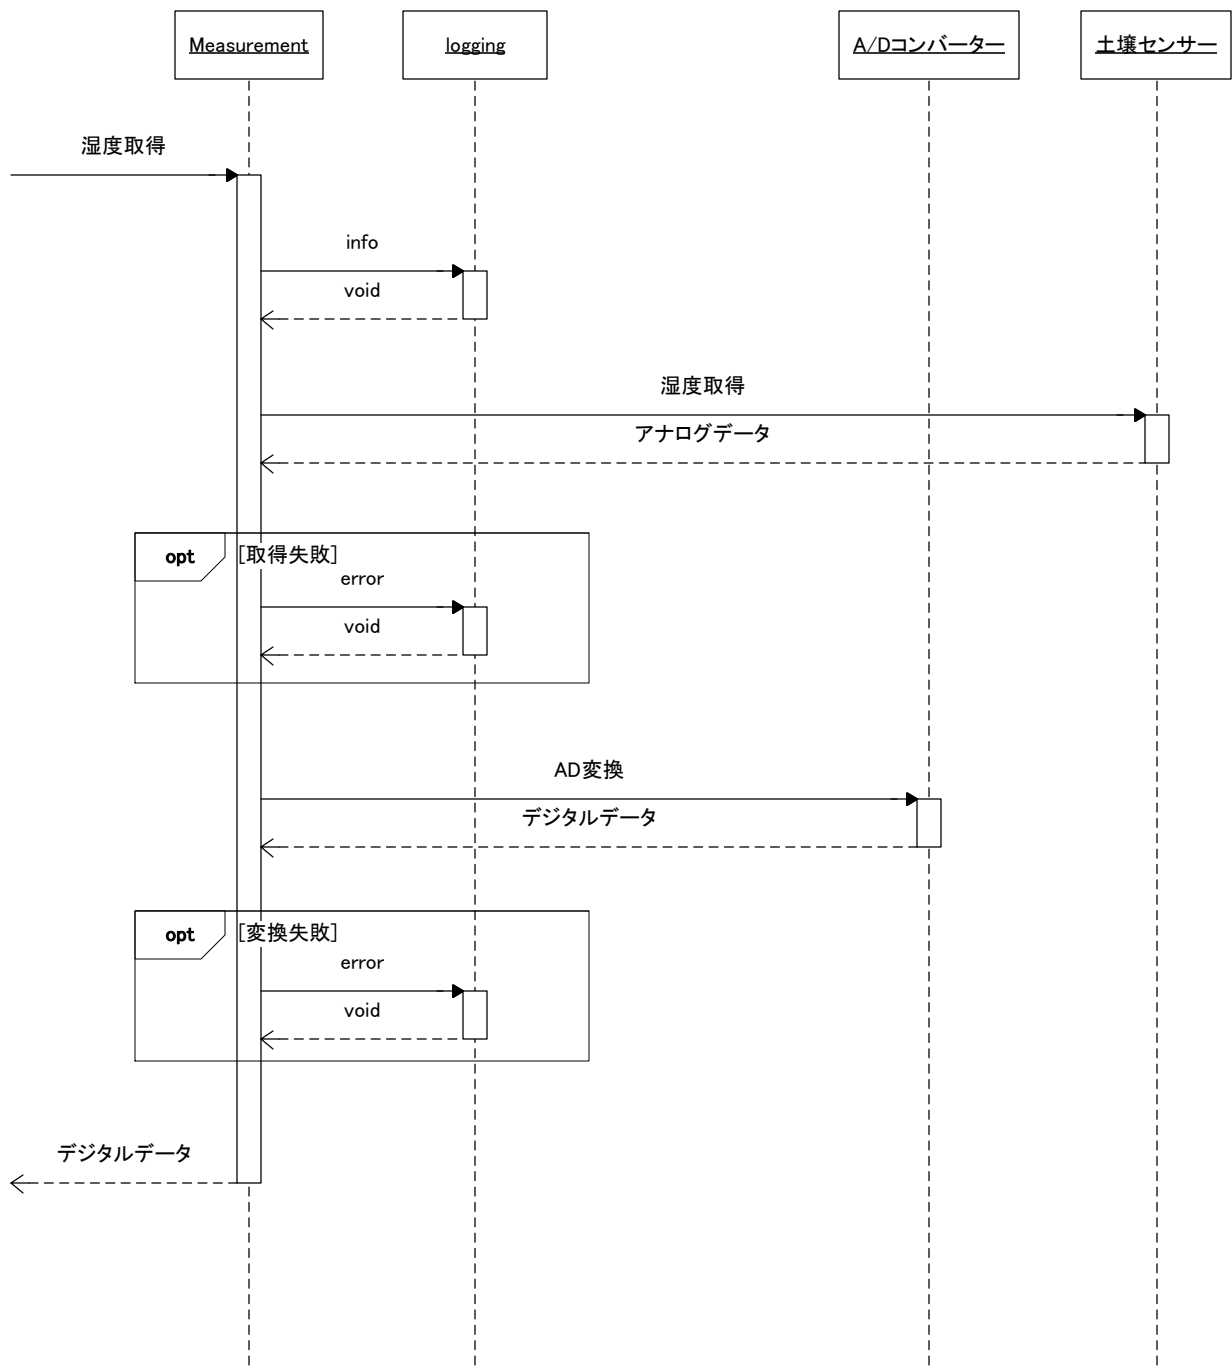 Measurement
logging
A/Dコンバーター
土壌センサー
湿度取得
info
void
湿度取得
アナログデータ
opt
[取得失敗]
error
void
AD変換
デジタルデータ
opt
[変換失敗]
error
void
デジタルデータ